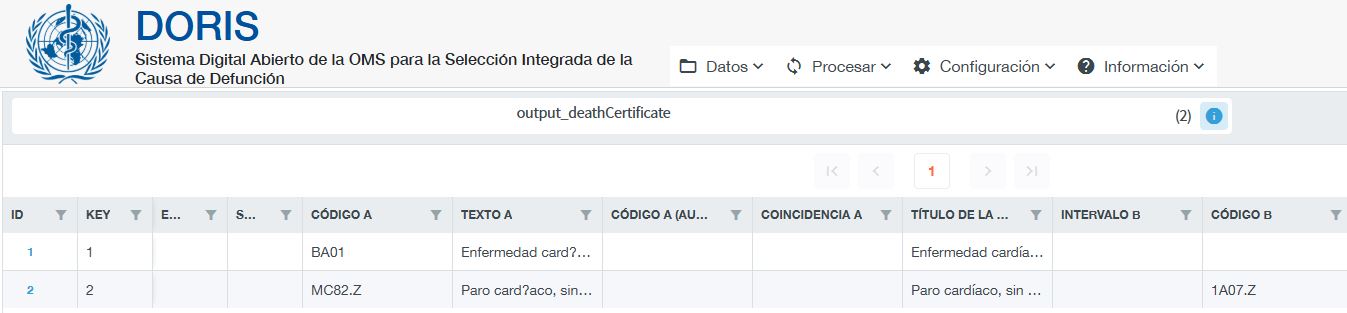 DORIS
Sistema Digital Abierto de la OMS para la Selección Integrada de la
Causa de Defunción
Datos Procesar Configuración Información
output_deathCertificate (2)
1
ID KEY E... S... CÓDIGO A TEXTO A CÓDIGO A (AU... COINCIDENCIA A TÍTULO DE LA ... INTERVALO B CÓDIGO B
1 1 BA01 Enfermedad card?... Enfermedad cardía...
2 2 MC82.Z Paro card?aco, sin... Paro cardíaco, sin ... 1A07.Z